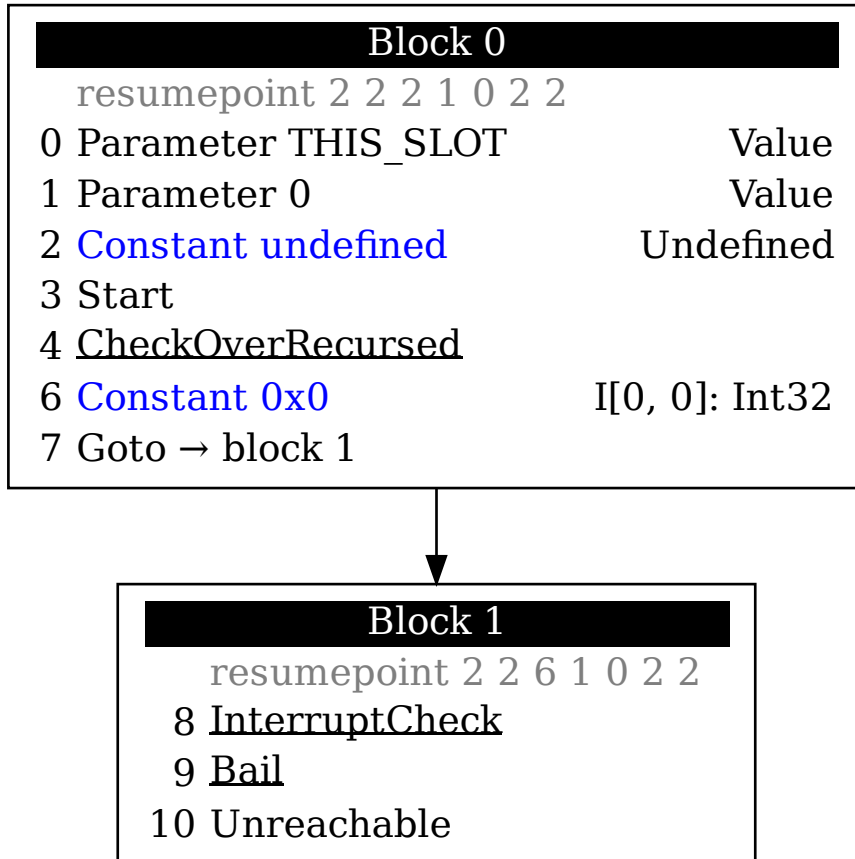 Block 0
resumepoint 2 2 2 1 0 2 2
0 Parameter THIS_SLOT Value
1 Parameter 0 Value
2 Constant undefined Undefined
3 Start
4 CheckOverRecursed
6 Constant 0x0 I[0, 0]: Int32
7 Goto → block 1
Block 1
resumepoint 2 2 6 1 0 2 2
8 InterruptCheck
9 Bail
10 Unreachable